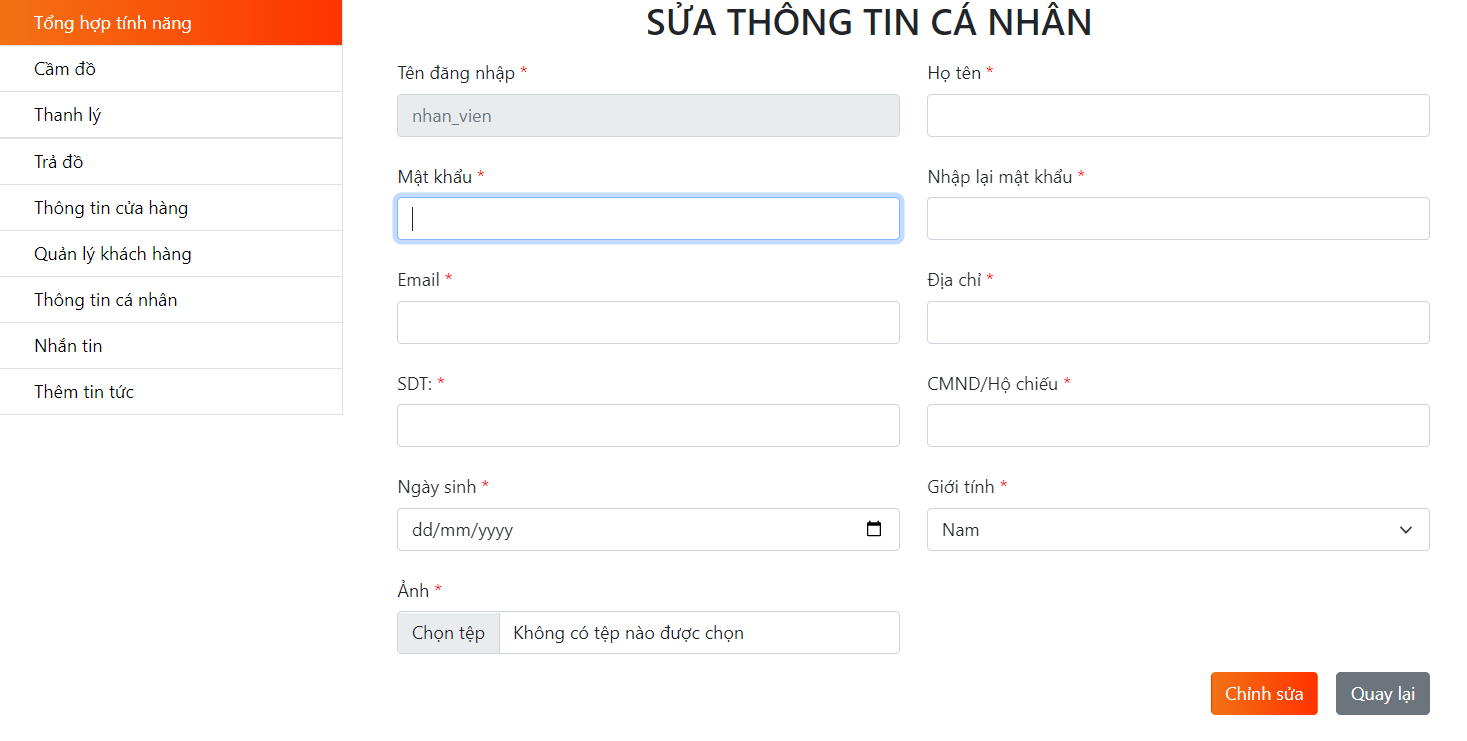 Tổng hợp tính năng
Cầm đồ
Thanh lý
Trả đồ
Thông tin cửa hàng
Quản lý khách hàng
Thông tin cá nhân
Nhắn tin
Thêm tin tức
SỬA THÔNG TIN CÁ NHÂN
Tên đăng nhập *
nhan_vien
Họ tên *
Mật khẩu *
Nhập lại mật khẩu *
Email *
Địa chỉ *
SDT: *
CMND/Hộ chiếu *
Ngày sinh *
dd/mm/yyyy
Giới tính *
Nam
Ảnh *
Chọn tệp Không có tệp nào được chọn
Chỉnh sửa
Quay lại